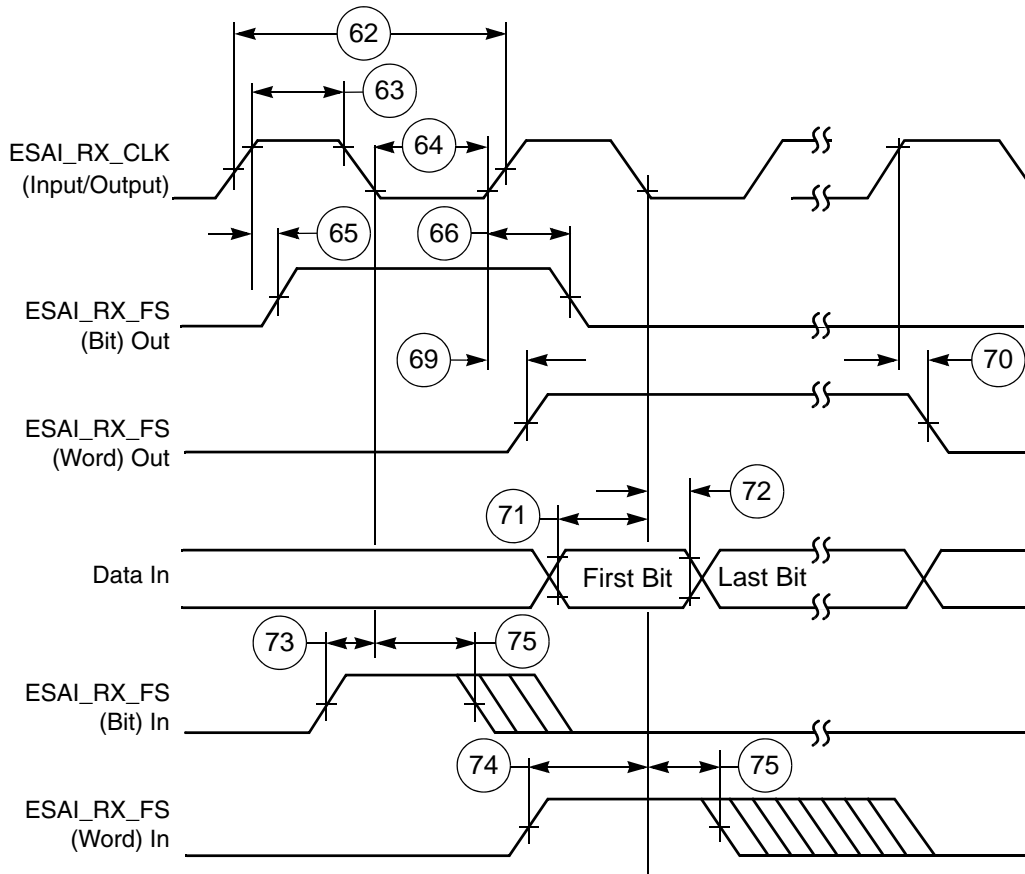 62
63
ESAI_RX_CLK
(Input/Output)
64
65
66
ESAI_RX_FS
(Bit) Out
69
70
ESAI_RX_FS
(Word) Out
71
72
Data In
First Bit
Last Bit
73
75
ESAI_RX_FS
(Bit) In
74
75
ESAI_RX_FS
(Word) In